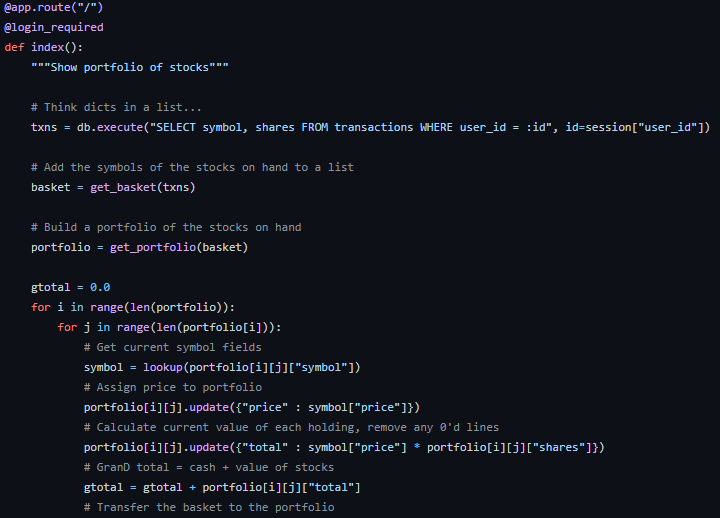 @app.route("/")
@login_required
def index():
    """Show portfolio of stocks"""

    # Think dicts in a list...
    txns = db.execute("SELECT symbol, shares FROM transactions WHERE user_id = :id", id=session["user_id"])

    # Add the symbols of the stocks on hand to a list
    basket = get_basket(txns)

    # Build a portfolio of the stocks on hand
    portfolio = get_portfolio(basket)

    gtotal = 0.0
    for i in range(len(portfolio)):
        for j in range(len(portfolio[i])):
            # Get current symbol fields
            symbol = lookup(portfolio[i][j]["symbol"])
            # Assign price to portfolio
            portfolio[i][j].update({"price" : symbol["price"]})
            # Calculate current value of each holding, remove any 0'd lines
            portfolio[i][j].update({"total" : symbol["price"] * portfolio[i][j]["shares"]})
            # GranD total = cash + value of stocks
            gtotal = gtotal + portfolio[i][j]["total"]
            # Transfer the basket to the portfolio